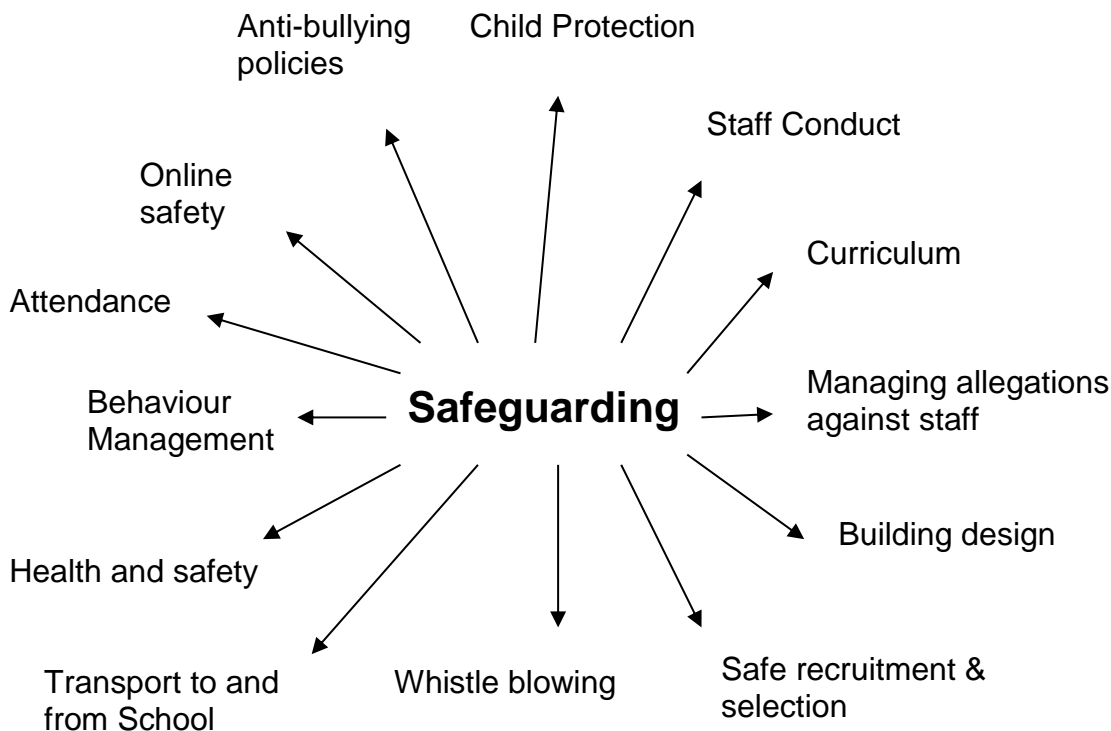 Anti-bullying
policies
Child Protection
Staff Conduct
Online
safety
Curriculum
Attendance
Safeguarding
Behaviour
Management
Managing allegations
against staff
Building design
Health and safety
Transport to and
from School
Whistle blowing
Safe recruitment &
selection